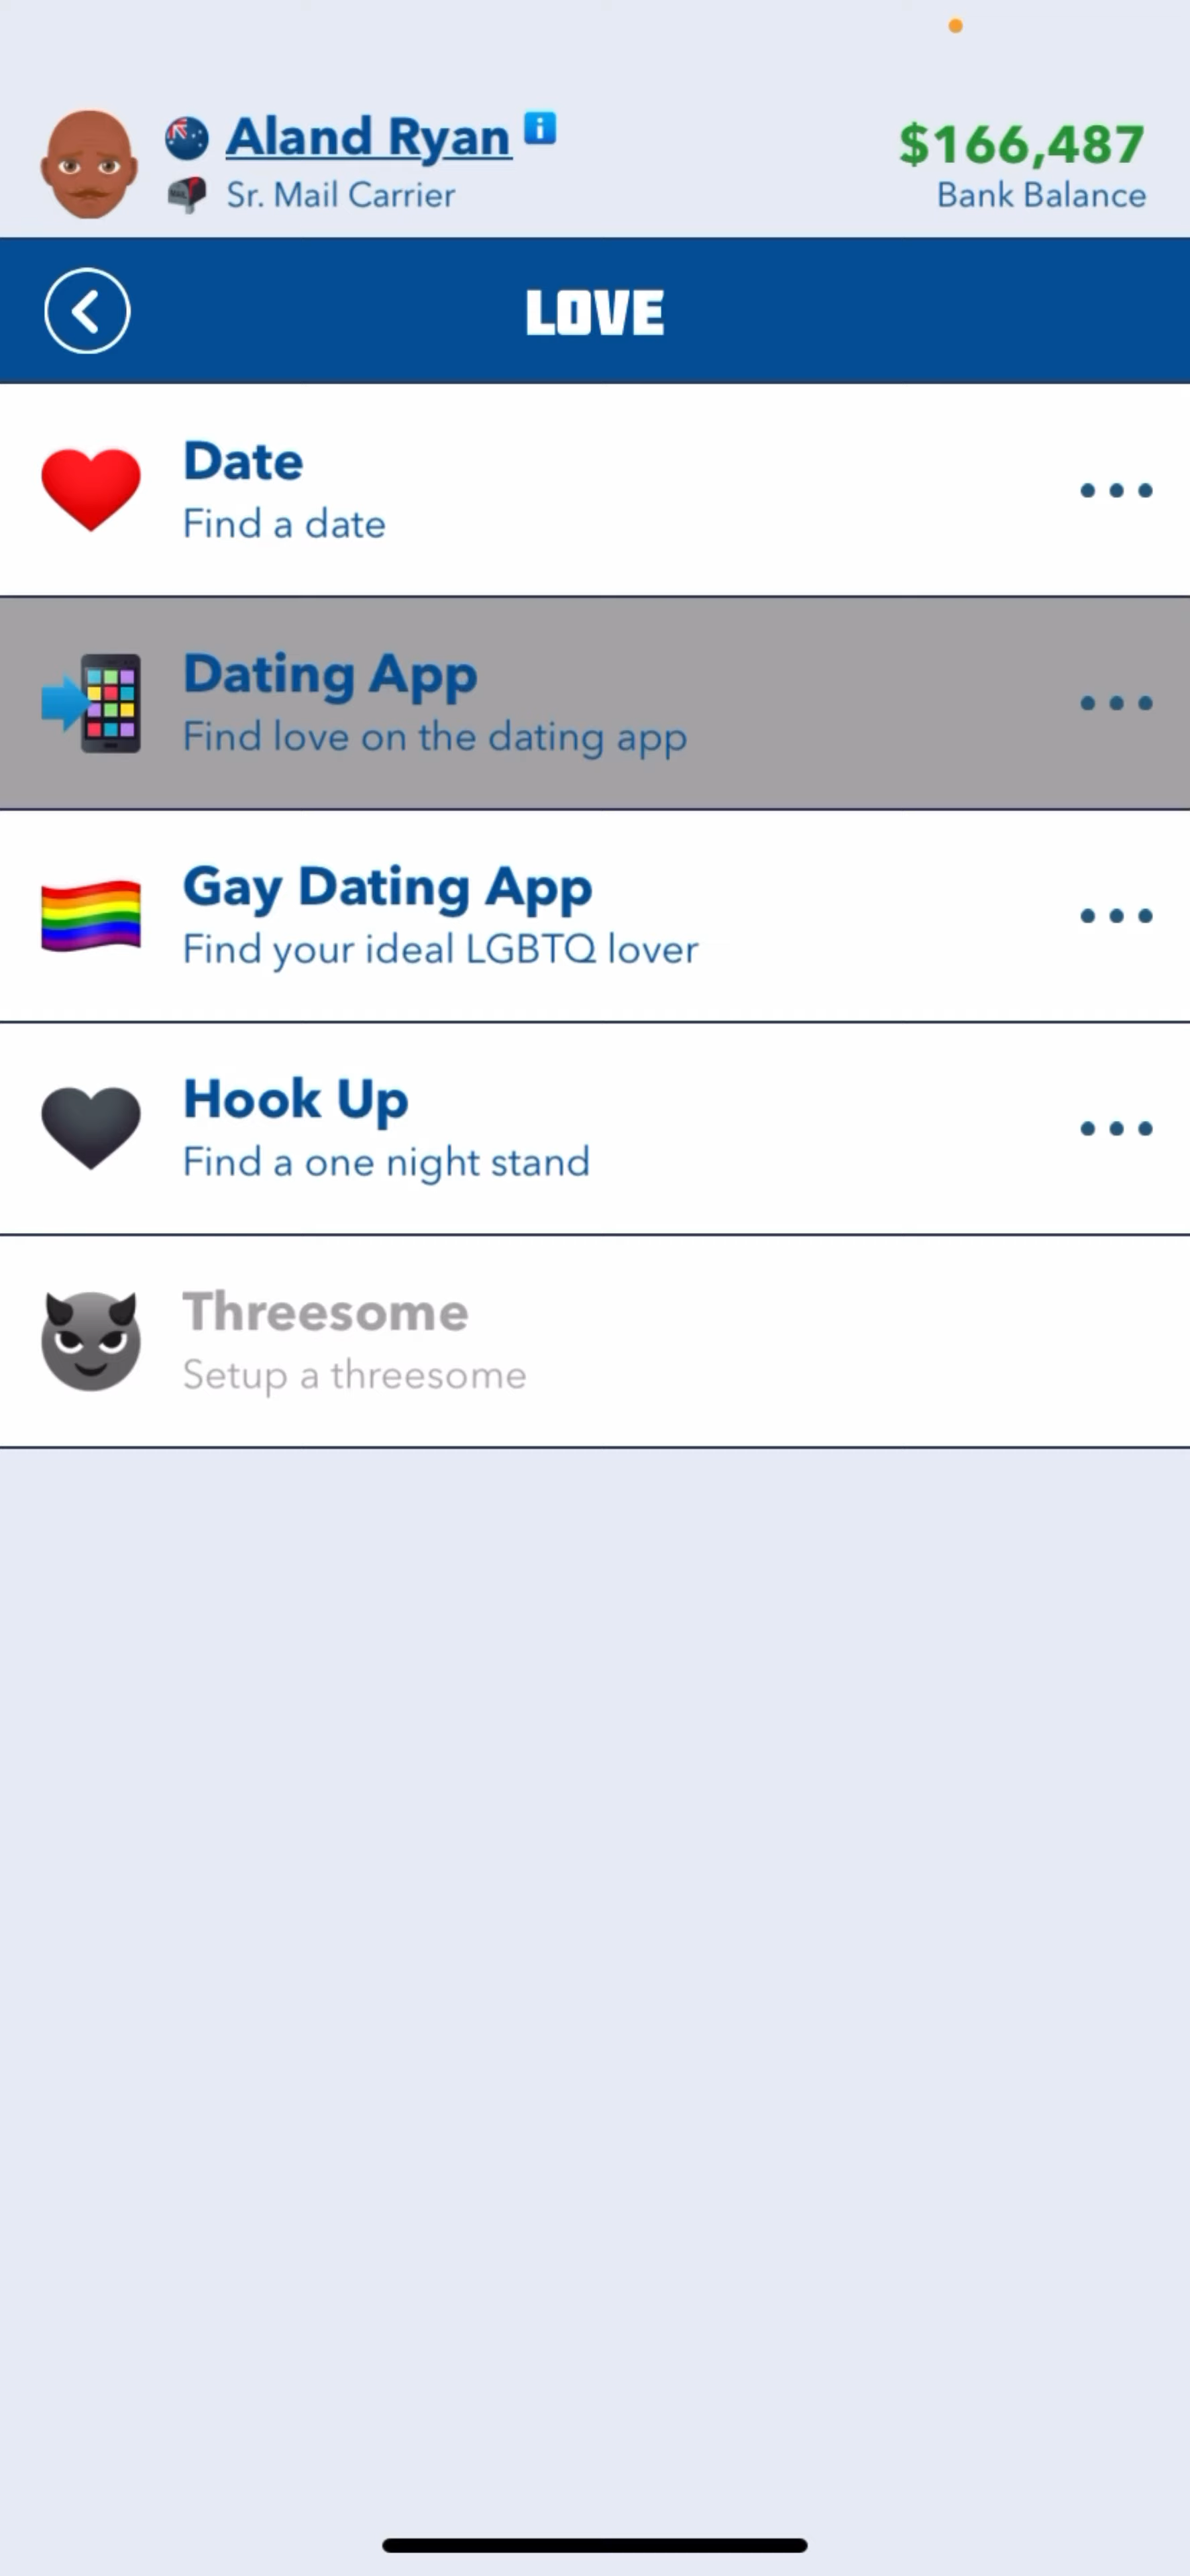 Aland Ryan
Sr. Mail Carrier
$166,487
Bank Balance
LOVE
Date
Find a date
Dating App
Find love on the dating app
Gay Dating App
Find your ideal LGBTQ lover
Hook Up
Find a one night stand
Threesome
Setup a threesome